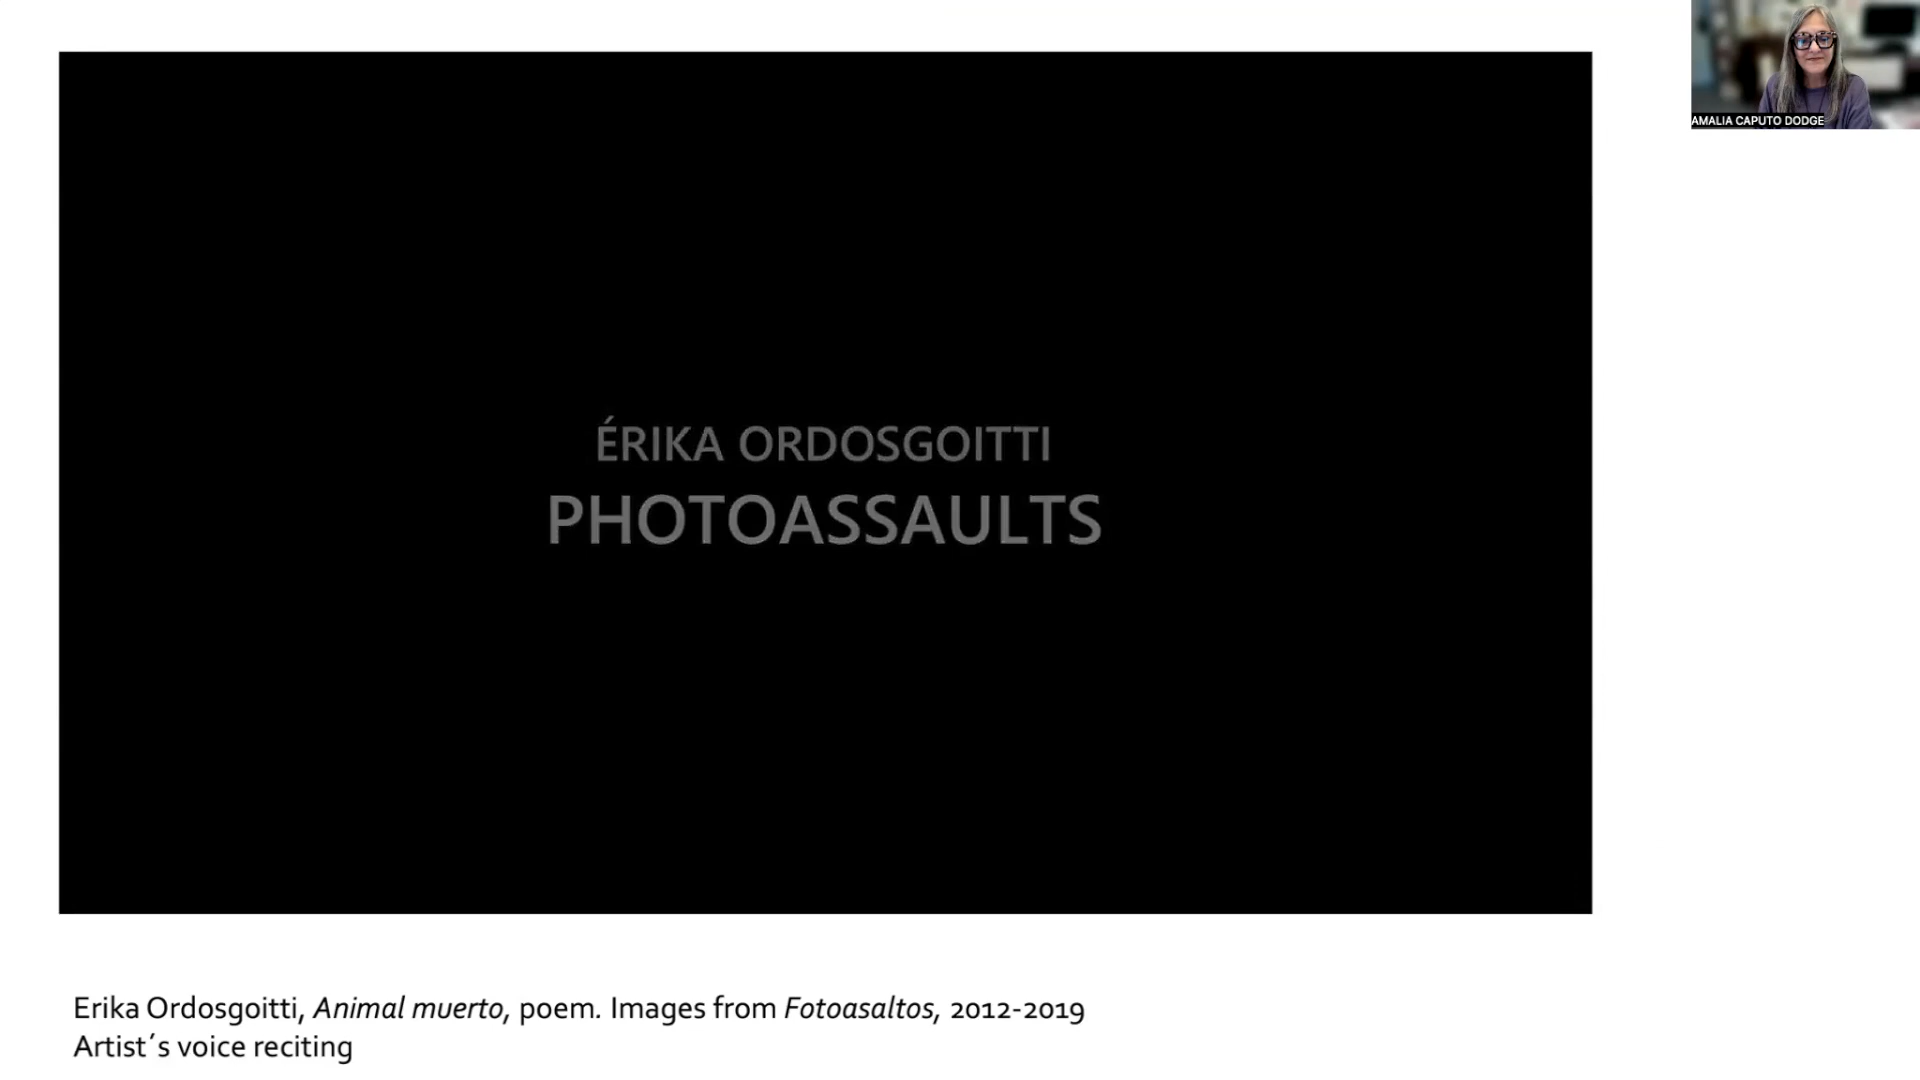 AMALIA CAPUTO DODGE
ÉRIKA ORDOSGOITTI
PHOTOASSAULTS
Erika Ordosgoitti, Animal muerto, poem. Images from Fotoasaltos, 2012-2019
Artist´s voice reciting